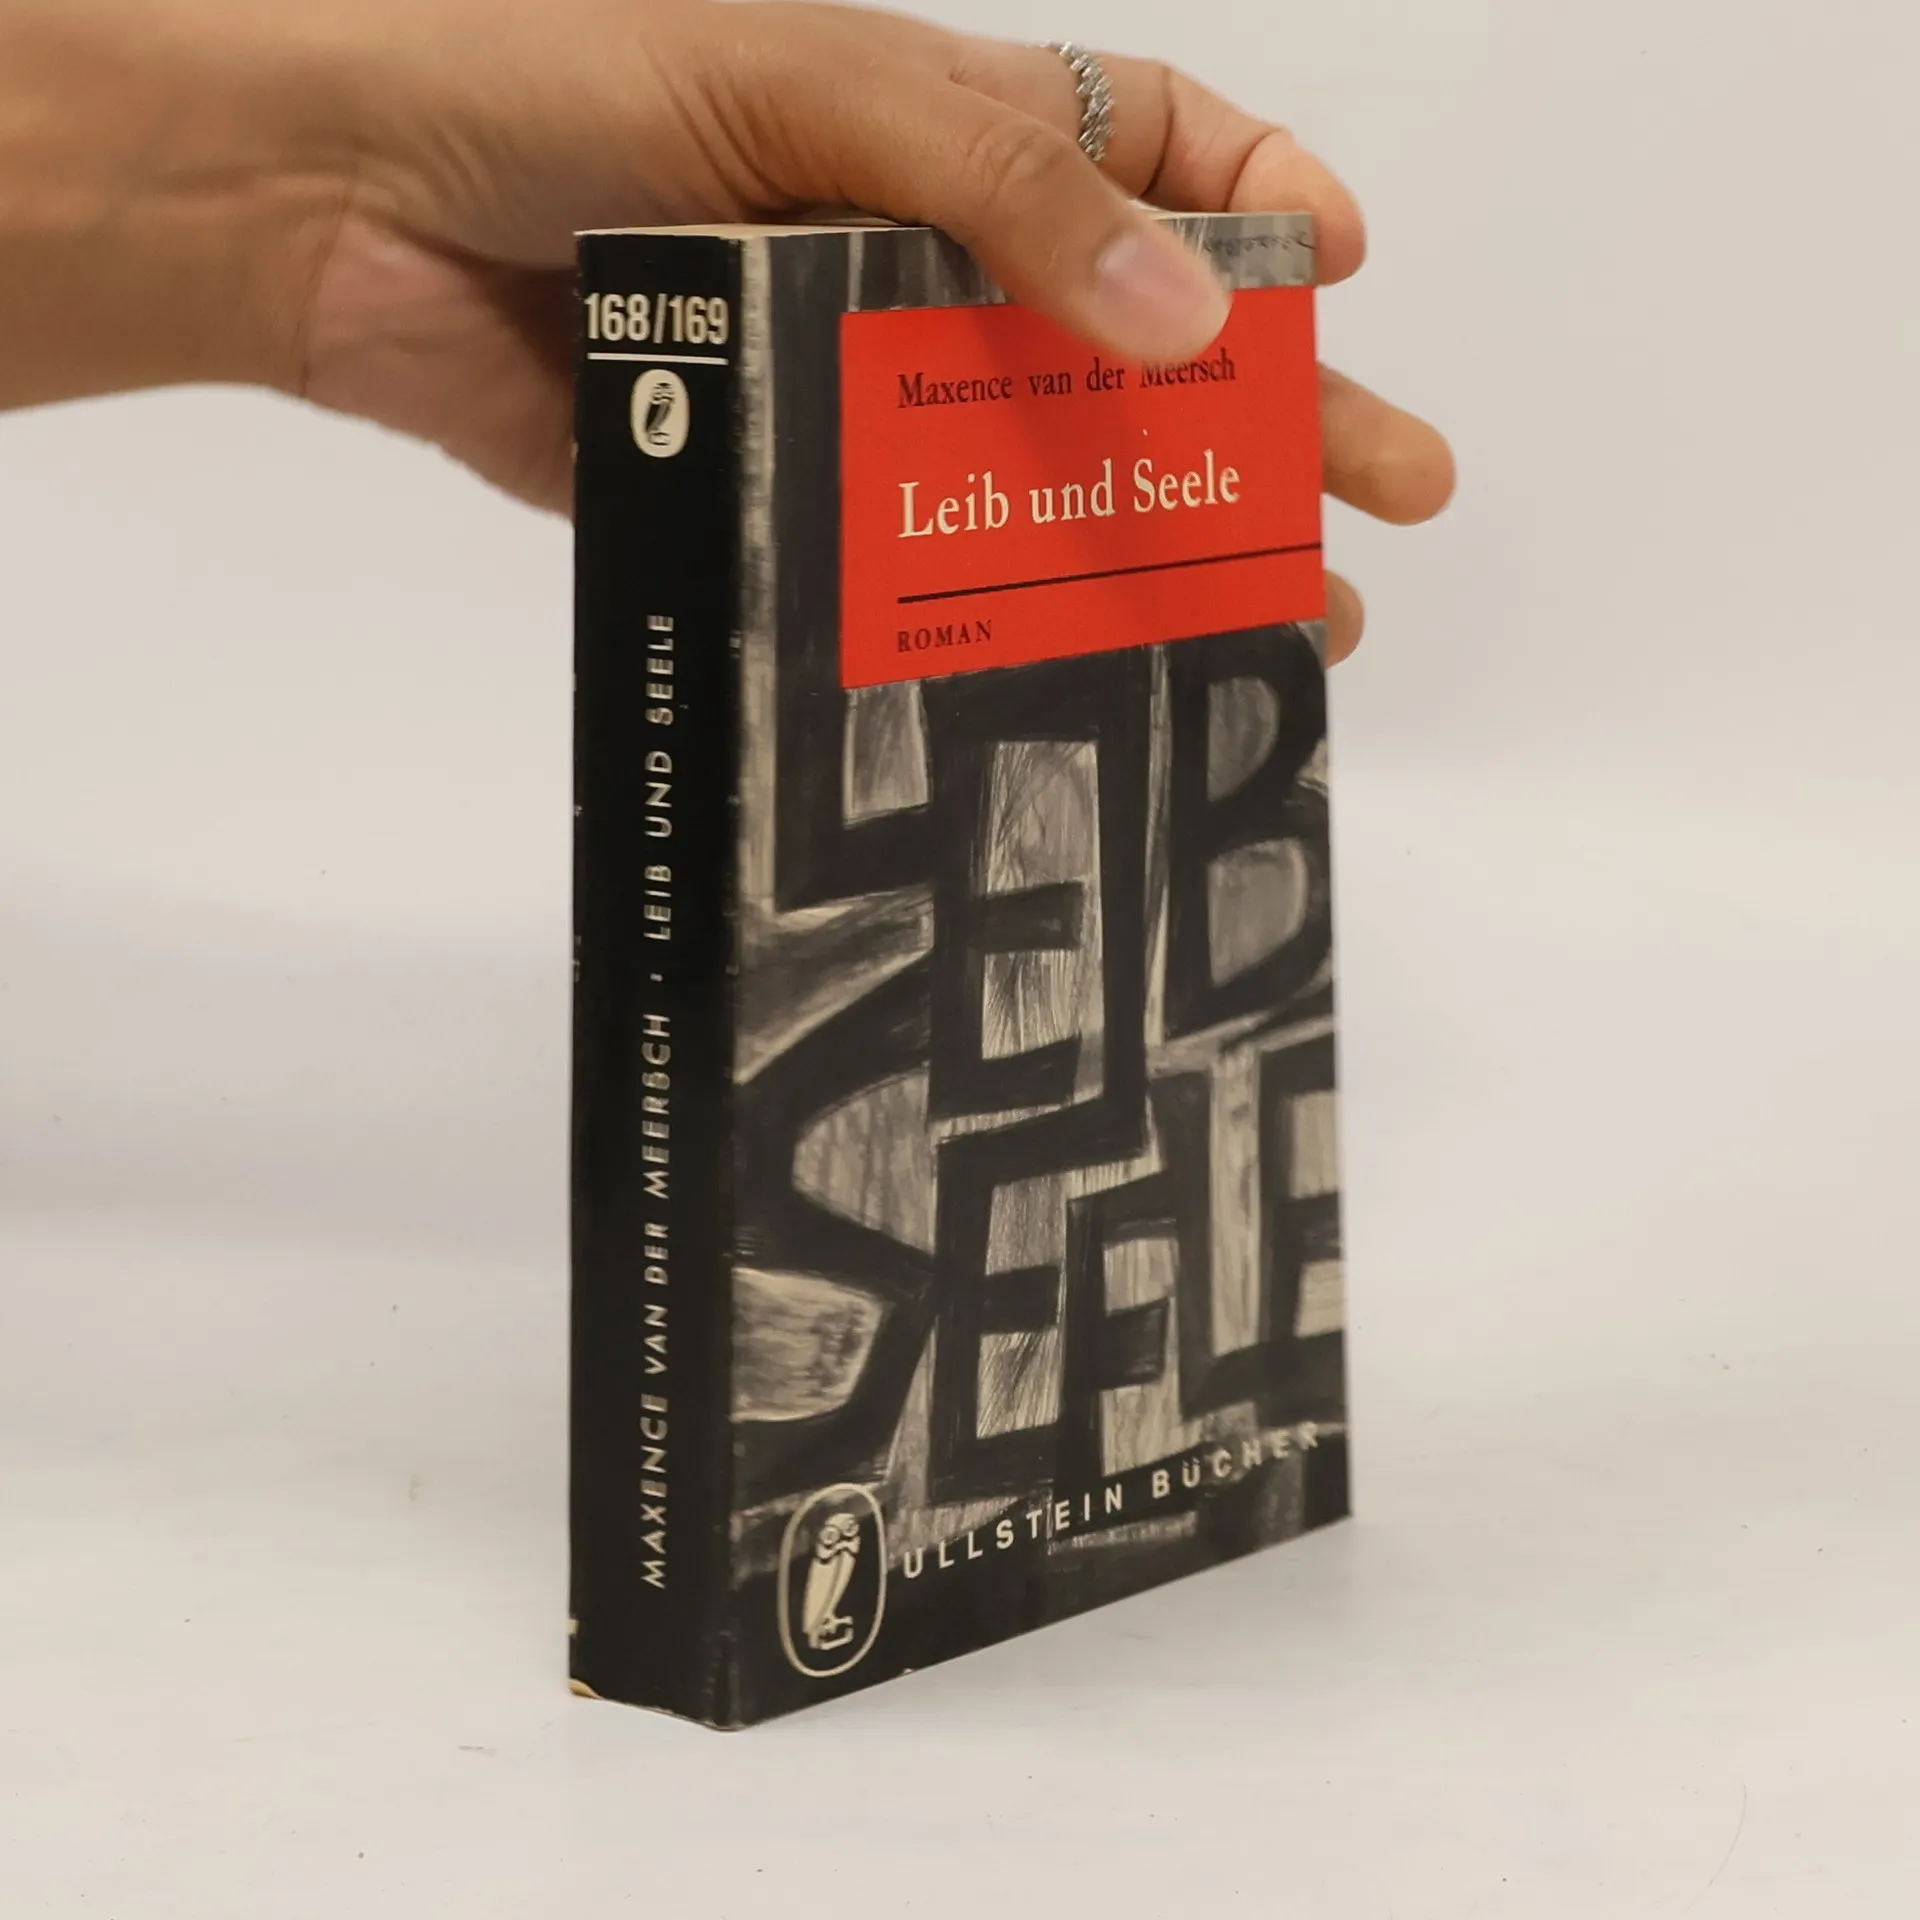 168/169
MAXENCE VAN DER MEERSCH · LEIB UND SEELE
Maxence van der Meersch
Leib und Seele
ROMAN
LEIB
SEELE
ULLSTEIN BÜCHER